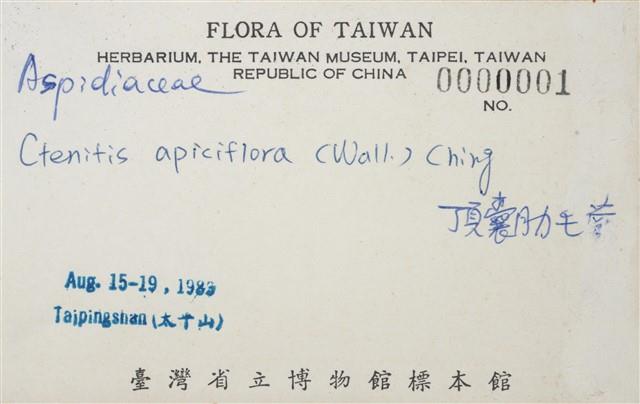 FLORA OF TAIWAN
HERBARIUM, THE TAIWAN MUSEUM, TAIPEI, TAIWAN
REPUBLIC OF CHINA
0000001
NO.
Aspidiaceae
Ctenitis apiciflora (Wall.) Ching
頂囊肋毛蕨
Aug. 15-19, 1983
Taipingshan (太平山)
臺灣省立博物館標本館